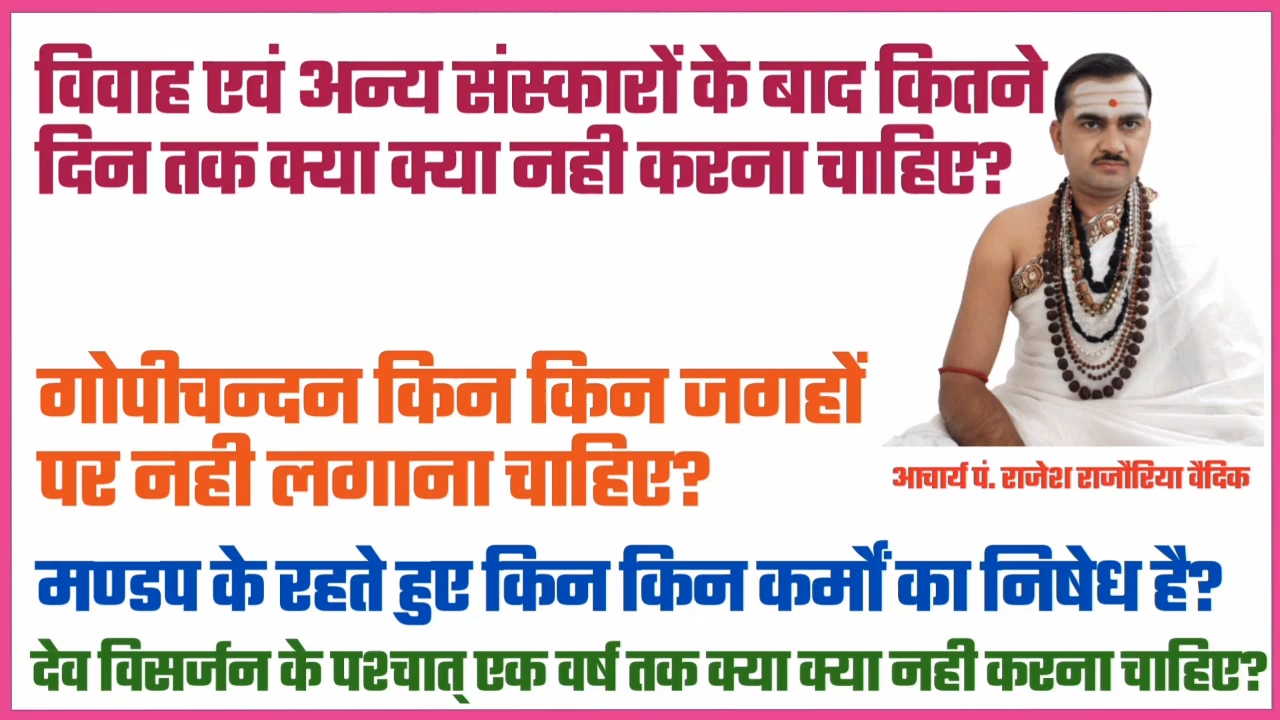 विवाह एवं अन्य संस्कारों के बाद कितने
दिन तक क्या क्या नही करना चाहिए?
गोपीचन्दन किन किन जगहों
पर नही लगाना चाहिए?
आचार्य पं. राजेश राजौरिया वैदिक
मण्डप के रहते हुए किन किन कर्मों का निषेध है?
देव विसर्जन के पश्चात् एक वर्ष तक क्या क्या नही करना चाहिए?